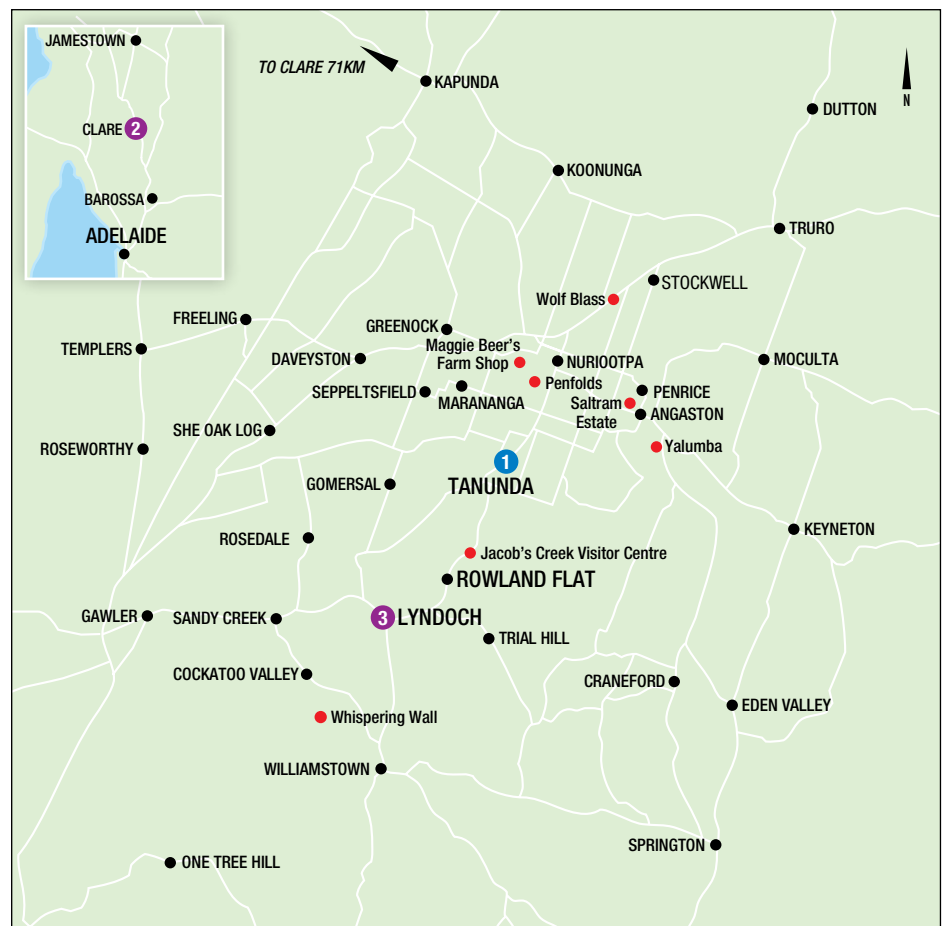 JAMESTOWN
CLARE 2
BAROSSA
ADELAIDE
TO CLARE 71KM
KAPUNDA
N
DUTTON
KOONUNGA
TRURO
STOCKWELL
Wolf Blass
FREELING
GREENOCK
TEMPLERS
DAVEYSTON
Maggie Beer's
Farm Shop
NURIOOTPA
MOCULTA
SEPPELTSFIELD
MARANANGA
Penfolds
PENRICE
Saltram
Estate
ANGASTON
SHE OAK LOG
ROSEWORTHY
Yalumba
1
TANUNDA
GOMERSAL
KEYNETON
ROSEDALE
Jacob's Creek Visitor Centre
ROWLAND FLAT
GAWLER
SANDY CREEK
3 LYNDOCH
TRIAL HILL
COCKATOO VALLEY
CRANEFORD
EDEN VALLEY
Whispering Wall
WILLIAMSTOWN
SPRINGTON
ONE TREE HILL